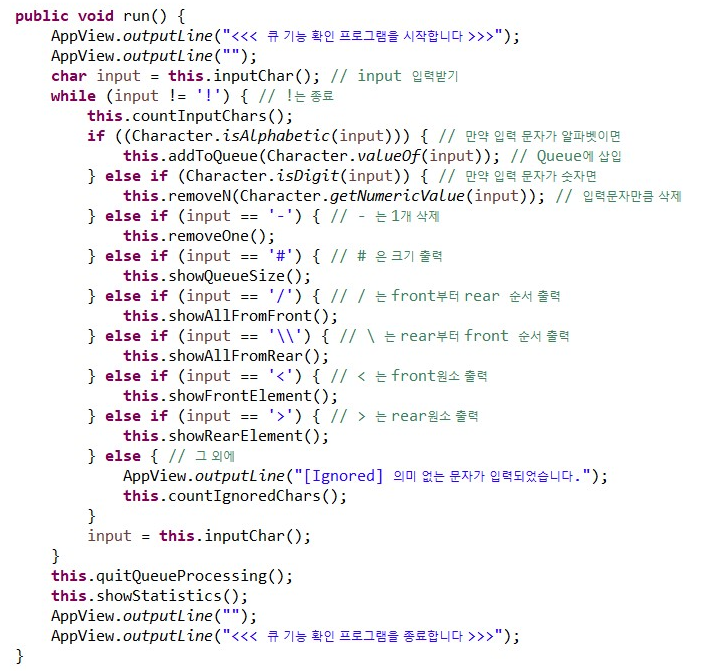 public void run() {
    AppView.outputLine("<<< 큐 기능 확인 프로그램을 시작합니다 >>>");
    AppView.outputLine("");
    char input = this.inputChar(); // input 입력받기
    while (input != '!') { // !는 종료
        this.countInputChars();
        if ((Character.isAlphabetic(input))) { // 만약 입력 문자가 알파벳이면
            this.addToQueue(Character.valueOf(input)); // Queue에 삽입
        } else if (Character.isDigit(input)) { // 만약 입력 문자가 숫자면
            this.removeN(Character.getNumericValue(input)); // 입력문자만큼 삭제
        } else if (input == '-') { // - 는 1개 삭제
            this.removeOne();
        } else if (input == '#') { // # 은 크기 출력
            this.showQueueSize();
        } else if (input == '/') { // / 는 front부터 rear 순서 출력
            this.showAllFromFront();
        } else if (input == '\\') { // \ 는 rear부터 front 순서 출력
            this.showAllFromRear();
        } else if (input == '<') { // < 는 front원소 출력
            this.showFrontElement();
        } else if (input == '>') { // > 는 rear원소 출력
            this.showRearElement();
        } else { // 그 외에
            AppView.outputLine("[Ignored] 의미 없는 문자가 입력되었습니다.");
            this.countIgnoredChars();
        }
        input = this.inputChar();
    }
    this.quitQueueProcessing();
    this.showStatistics();
    AppView.outputLine("");
    AppView.outputLine("<<< 큐 기능 확인 프로그램을 종료합니다 >>>");
}